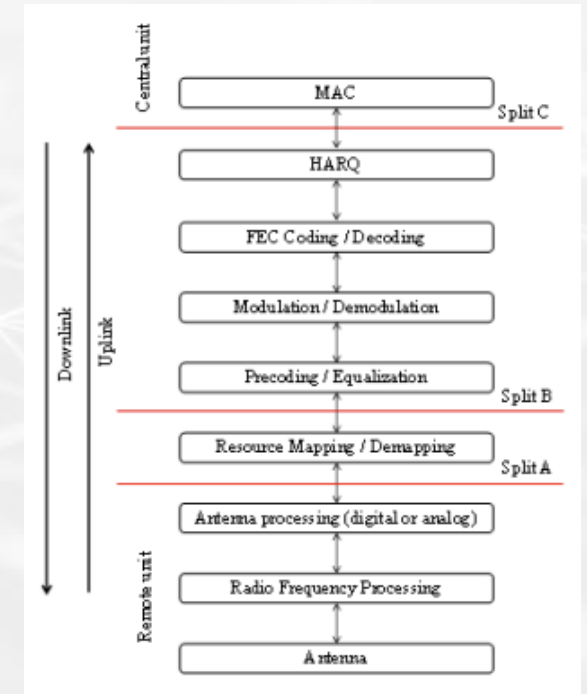 Central unit
MAC
Split C
HARQ
FEC Coding / Decoding
Modulation / Demodulation
Downlink
Uplink
Precoding / Equalization
Split B
Resource Mapping / Demapping
Split A
Antenna processing (digital or analog)
Remote unit
Radio Frequency Processing
Antenna